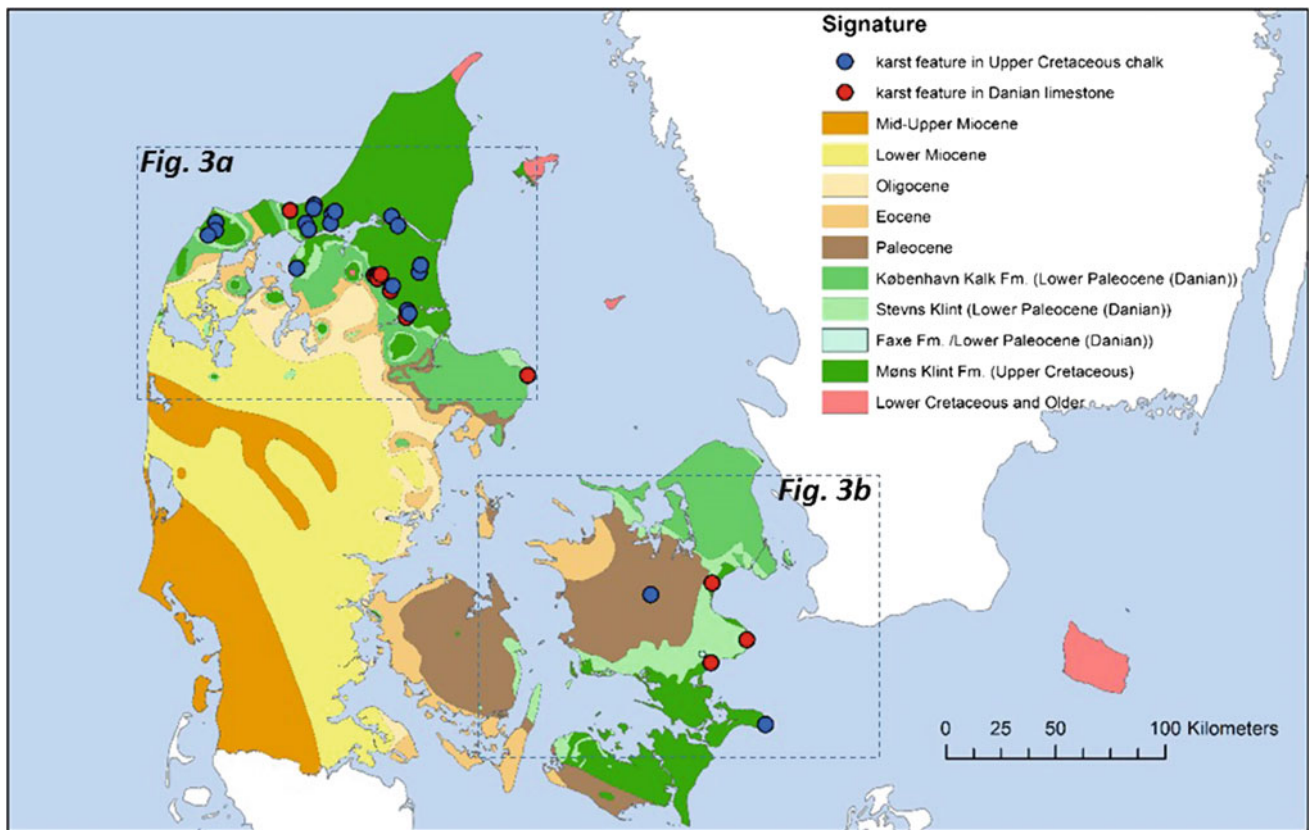 Signature
karst feature in Upper Cretaceous chalk
karst feature in Danian limestone
Mid-Upper Miocene
Lower Miocene
Oligocene
Eocene
Paleocene
København Kalk Fm. (Lower Paleocene (Danian))
Stevns Klint (Lower Paleocene (Danian))
Faxe Fm. /Lower Paleocene (Danian))
Møns Klint Fm. (Upper Cretaceous)
Lower Cretaceous and Older
Fig. 3a
Fig. 3b
0 25 50 100 Kilometers